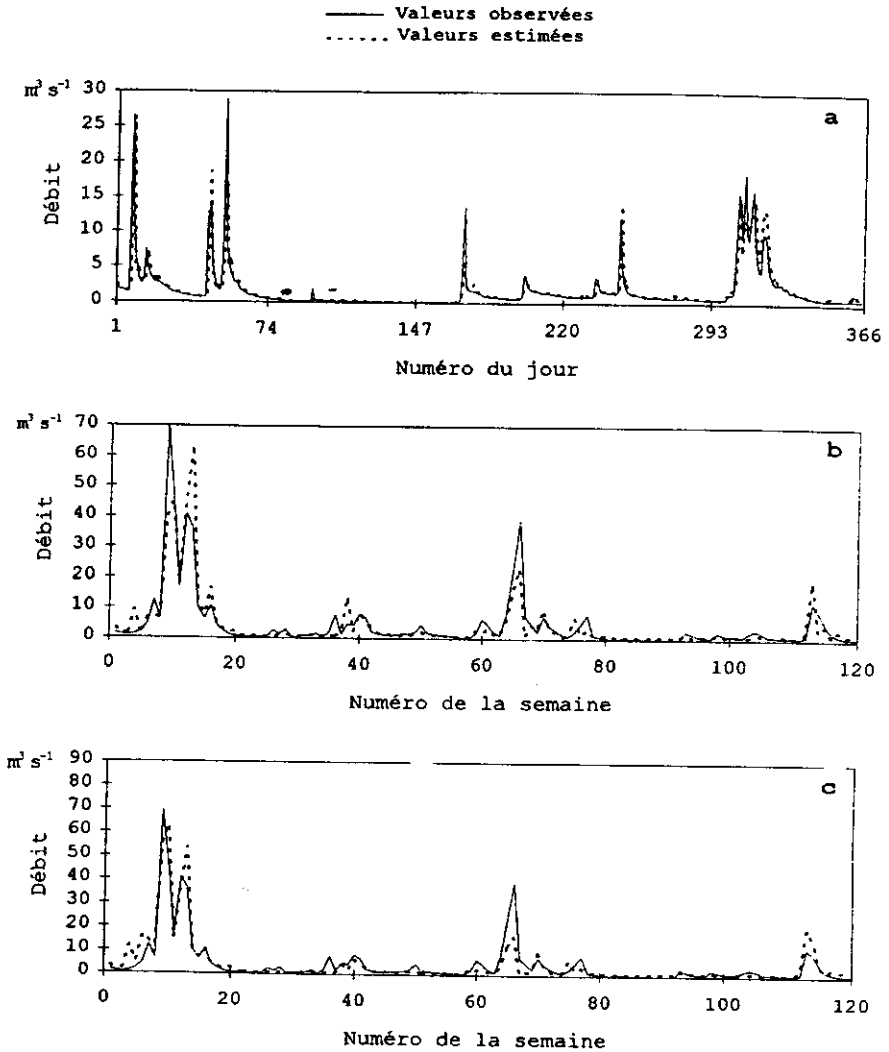 Valeurs observées
Valeurs estimées
m³ s⁻¹
30
25
20
15
10
5
0
Débit
a
1 74 147 220 293 366
Numéro du jour
m³ s⁻¹
70
60
50
40
30
20
10
0
Débit
b
0 20 40 60 80 100 120
Numéro de la semaine
m³ s⁻¹
90
80
70
60
50
40
30
20
10
0
Débit
c
0 20 40 60 80 100 120
Numéro de la semaine